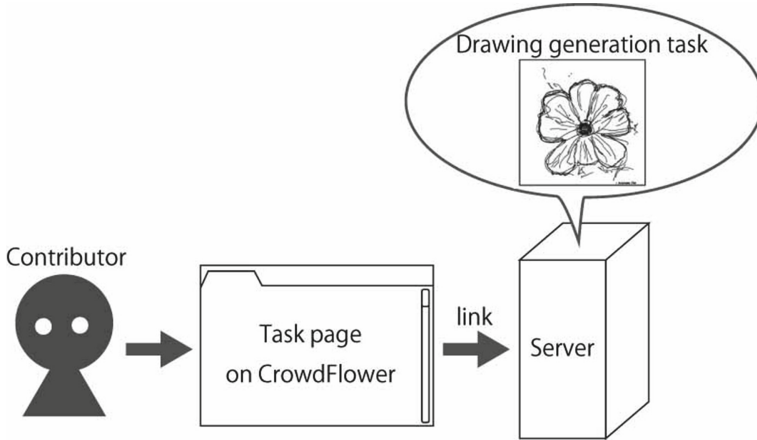 Drawing generation task
Contributor
Task page
on CrowdFlower
link
Server